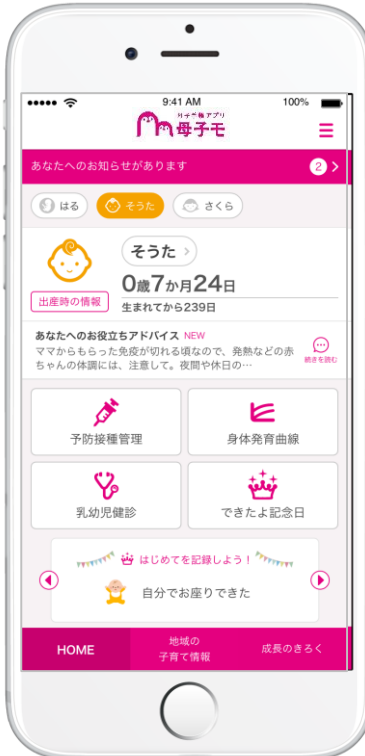 9:41 AM
100%
母子手帳アプリ
母子モ
あなたへのお知らせがあります
2
はる
そうた
さくら
そうた
0歳7か月24日
出産時の情報
生まれてから239日
あなたへのお役立ちアドバイス NEW
ママからもらった免疫が切れる頃なので、発熱などの赤
ちゃんの体調には、注意して。夜間や休日の…
続きを読む
予防接種管理
身体発育曲線
乳幼児健診
できたよ記念日
はじめてを記録しよう!
自分でお座りできた
HOME
地域の
子育て情報
成長のきろく